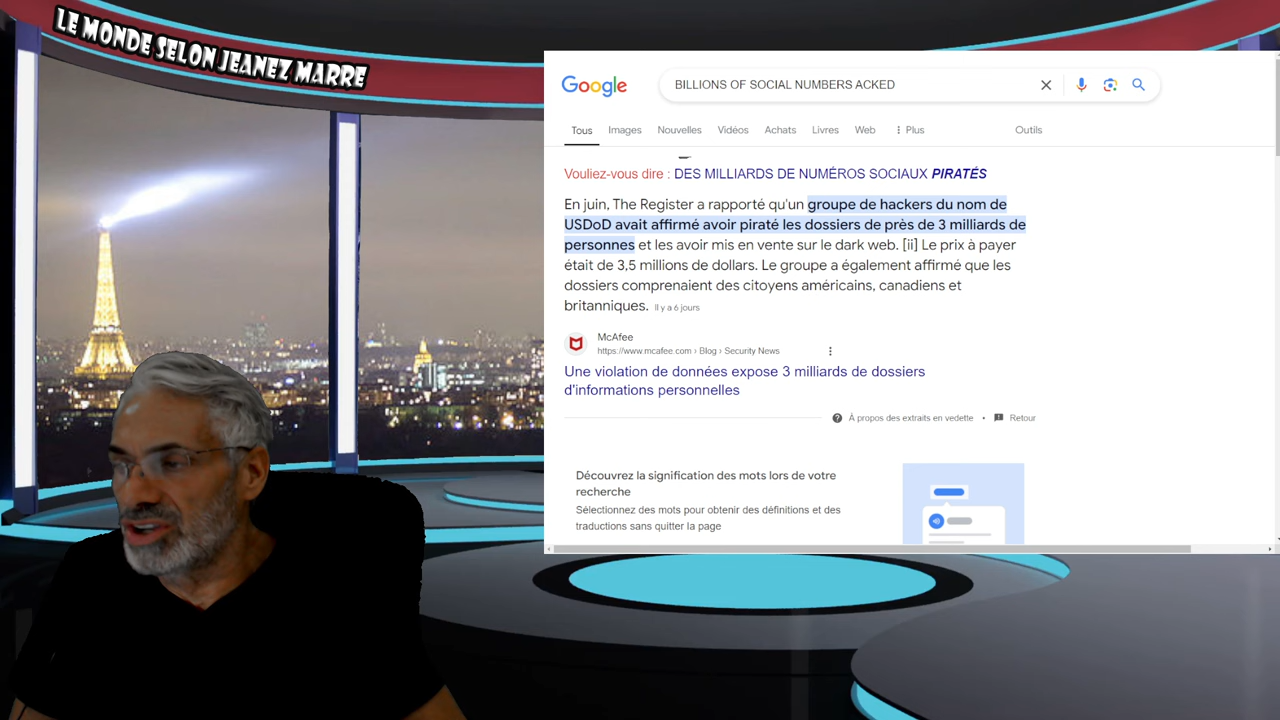 LE MONDE SELON JEANEZ MARRE
Google
BILLIONS OF SOCIAL NUMBERS ACKED
Tous Images Nouvelles Vidéos Achats Livres Web Plus Outils
Vouliez-vous dire : DES MILLIARDS DE NUMÉROS SOCIAUX PIRATÉS
En juin, The Register a rapporté qu'un groupe de hackers du nom de
USDoD avait affirmé avoir piraté les dossiers de près de 3 milliards de
personnes et les avoir mis en vente sur le dark web. [ii] Le prix à payer
était de 3,5 millions de dollars. Le groupe a également affirmé que les
dossiers comprenaient des citoyens américains, canadiens et
britanniques. Il y a 6 jours
McAfee
https://www.mcafee.com › Blog › Security News
Une violation de données expose 3 milliards de dossiers
d'informations personnelles
À propos des extraits en vedette • Retour
Découvrez la signification des mots lors de votre
recherche
Sélectionnez des mots pour obtenir des définitions et des
traductions sans quitter la page